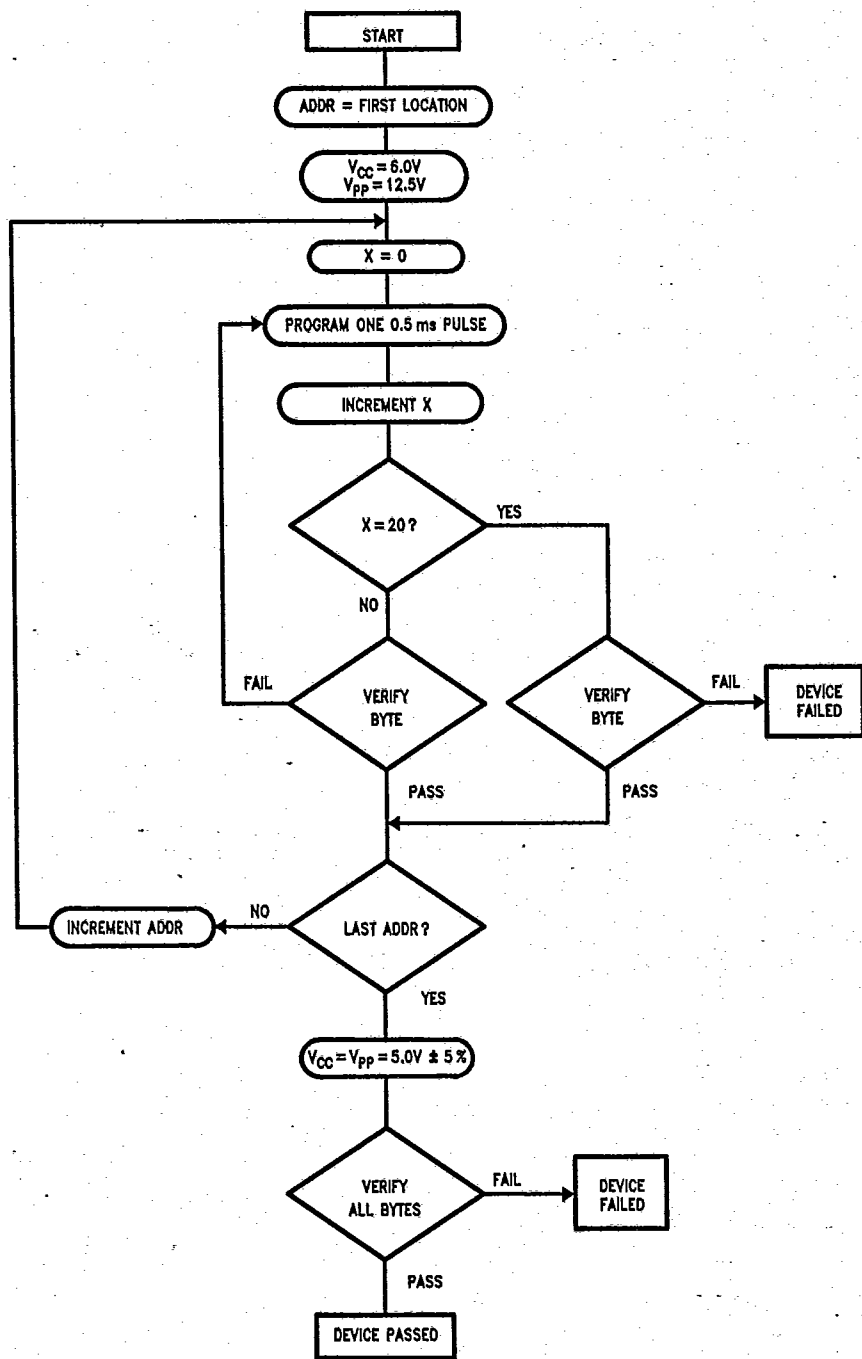 START
ADDR = FIRST LOCATION
VCC = 6.0V
VPP = 12.5V
X = 0
PROGRAM ONE 0.5 ms PULSE
INCREMENT X
X = 20?
YES
NO
FAIL
VERIFY
BYTE
PASS
VERIFY
BYTE
FAIL
DEVICE
FAILED
PASS
LAST ADDR?
NO
INCREMENT ADDR
YES
VCC = VPP = 5.0V ± 5%
VERIFY
ALL BYTES
FAIL
DEVICE
FAILED
PASS
DEVICE PASSED